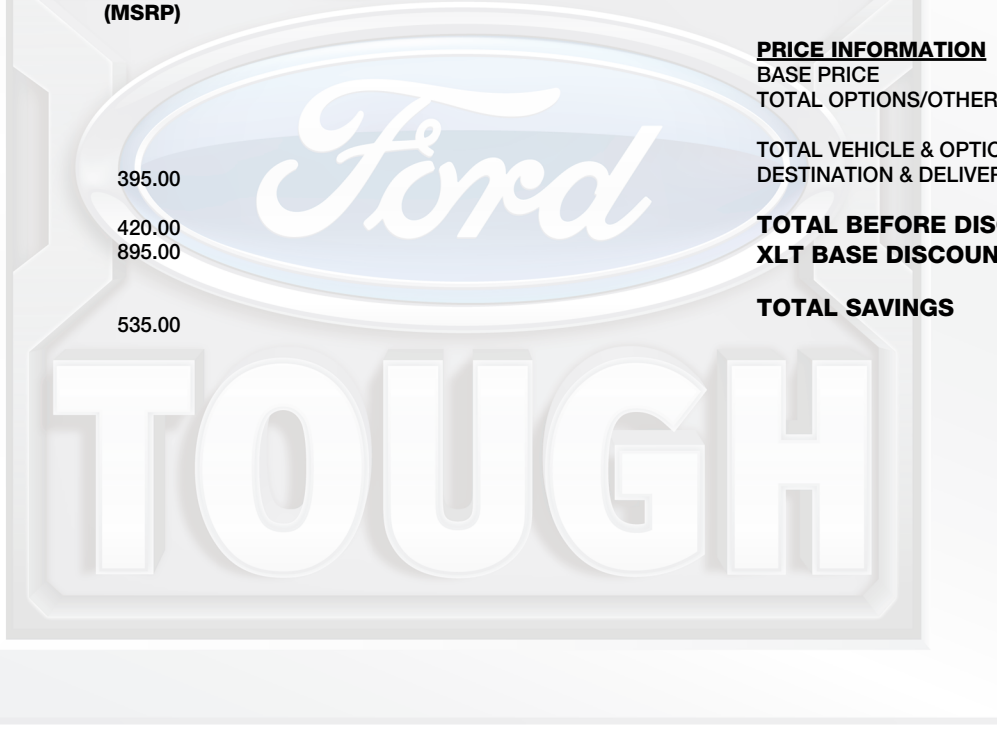 (MSRP)
395.00
420.00
895.00
535.00
PRICE INFORMATION
BASE PRICE
TOTAL OPTIONS/OTHER
TOTAL VEHICLE & OPTIO
DESTINATION & DELIVER
TOTAL BEFORE DIS
XLT BASE DISCOUN
TOTAL SAVINGS
Ford
TOUGH